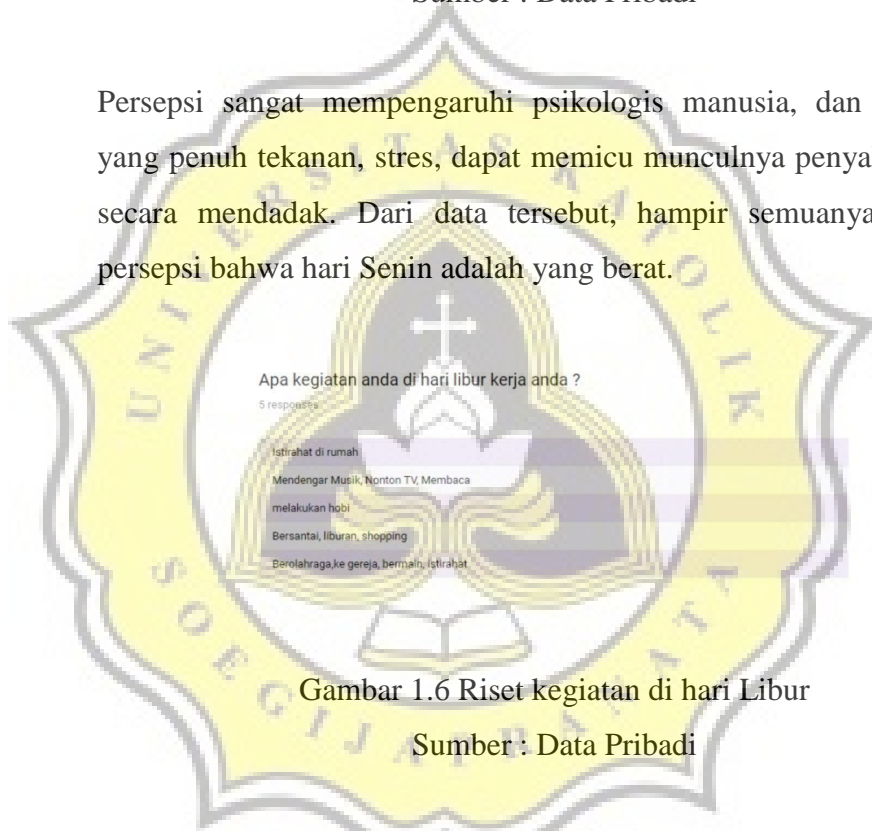 Sumber : Data Pribadi
Persepsi sangat mempengaruhi psikologis manusia, dan
yang penuh tekanan, stres, dapat memicu munculnya penya
secara mendadak. Dari data tersebut, hampir semuanya
persepsi bahwa hari Senin adalah yang berat.
Apa kegiatan anda di hari libur kerja anda ?
5 responses
Istirahat di rumah
Mendengar Musik, Nonton TV, Membaca
melakukan hobi
Bersantai, liburan, shopping
Berolahraga,ke gereja, bermain, istirahat
Gambar 1.6 Riset kegiatan di hari Libur
Sumber : Data Pribadi
UNIVERSITAS KATOLIK
SOEGIJAPRANATA